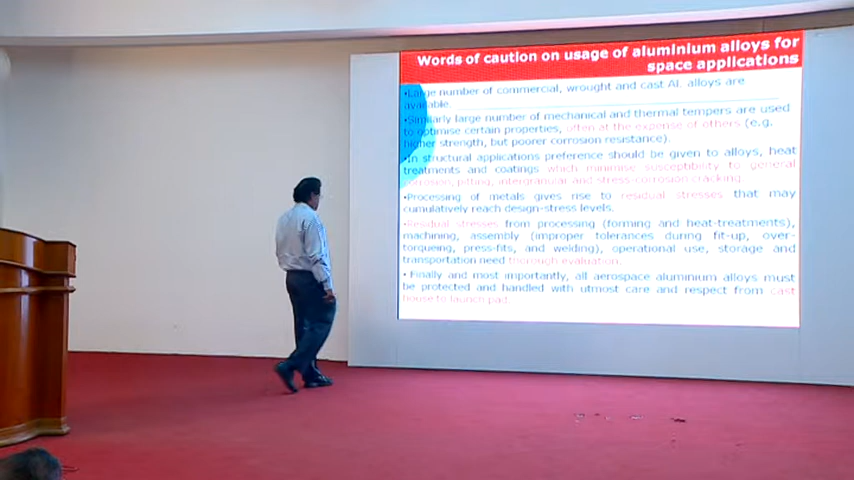 Words of caution on usage of aluminium alloys for
space applications
•Large number of commercial, wrought and cast AL alloys are
available.
•Similarly large number of mechanical and thermal tempers are used
to optimise certain properties, often at the expense of others (e.g.
higher strength, but poorer corrosion resistance).
•In structural applications preference should be given to alloys, heat
treatments and coatings which minimise susceptibility to general
corrosion, pitting, intergranular and stress-corrosion cracking.
•Processing of metals gives rise to residual stresses that may
cumulatively reach design-stress levels.
•Residual stresses from processing (forming and heat-treatments),
machining, assembly (improper tolerances during fit-up, over-
torqueing, press-fits, and welding), operational use, storage and
transportation need thorough evaluation.
• Finally and most importantly, all aerospace aluminium alloys must
be protected and handled with utmost care and respect from cast
house to launch pad.